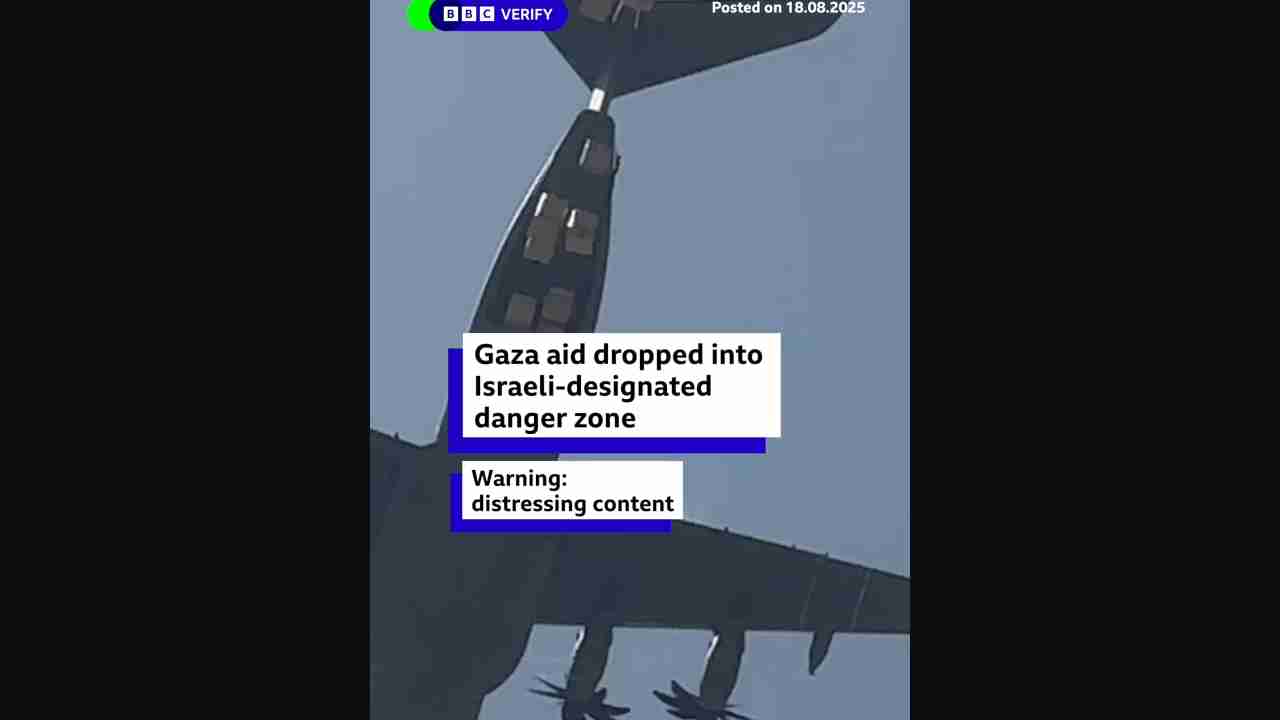 BBC VERIFY
Posted on 18.08.2025
Gaza aid dropped into
Israeli-designated
danger zone
Warning:
distressing content